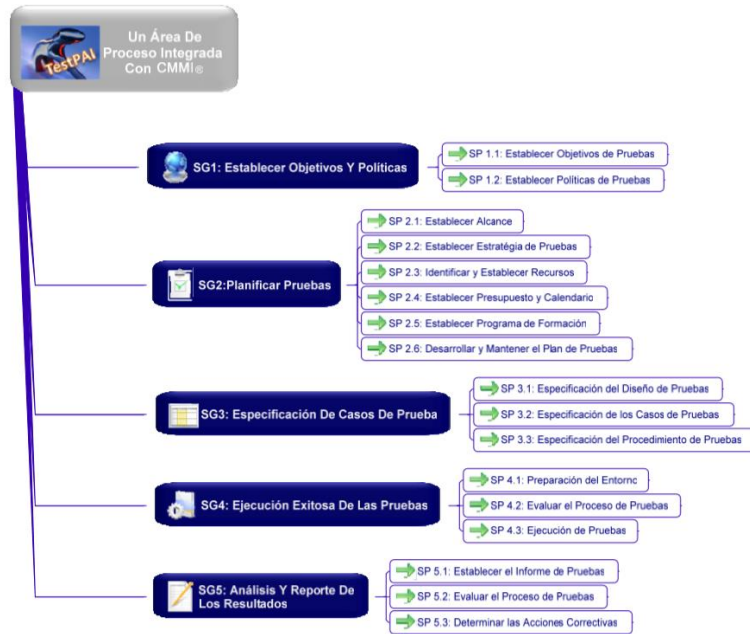 TestPAI
Un Área De
Proceso Integrada
Con CMMI®
SG1: Establecer Objetivos Y Políticas
SP 1.1: Establecer Objetivos de Pruebas
SP 1.2: Establecer Políticas de Pruebas
SG2:Planificar Pruebas
SP 2.1: Establecer Alcance
SP 2.2: Establecer Estratégia de Pruebas
SP 2.3: Identificar y Establecer Recursos
SP 2.4: Establecer Presupuesto y Calendario
SP 2.5: Establecer Programa de Formación
SP 2.6: Desarrollar y Mantener el Plan de Pruebas
SG3: Especificación De Casos De Prueba
SP 3.1: Especificación del Diseño de Pruebas
SP 3.2: Especificación de los Casos de Pruebas
SP 3.3: Especificación del Procedimiento de Pruebas
SG4: Ejecución Exitosa De Las Pruebas
SP 4.1: Preparación del Entorno
SP 4.2: Evaluar el Proceso de Pruebas
SP 4.3: Ejecución de Pruebas
SG5: Análisis Y Reporte De
Los Resultados
SP 5.1: Establecer el Informe de Pruebas
SP 5.2: Evaluar el Proceso de Pruebas
SP 5.3: Determinar las Acciones Correctivas